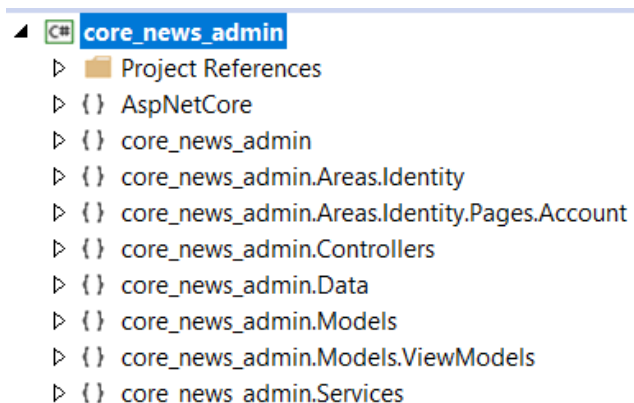 C# core_news_admin
Project References
{ } AspNetCore
{ } core_news_admin
{ } core_news_admin.Areas.Identity
{ } core_news_admin.Areas.Identity.Pages.Account
{ } core_news_admin.Controllers
{ } core_news_admin.Data
{ } core_news_admin.Models
{ } core_news_admin.Models.ViewModels
{ } core_news_admin.Services